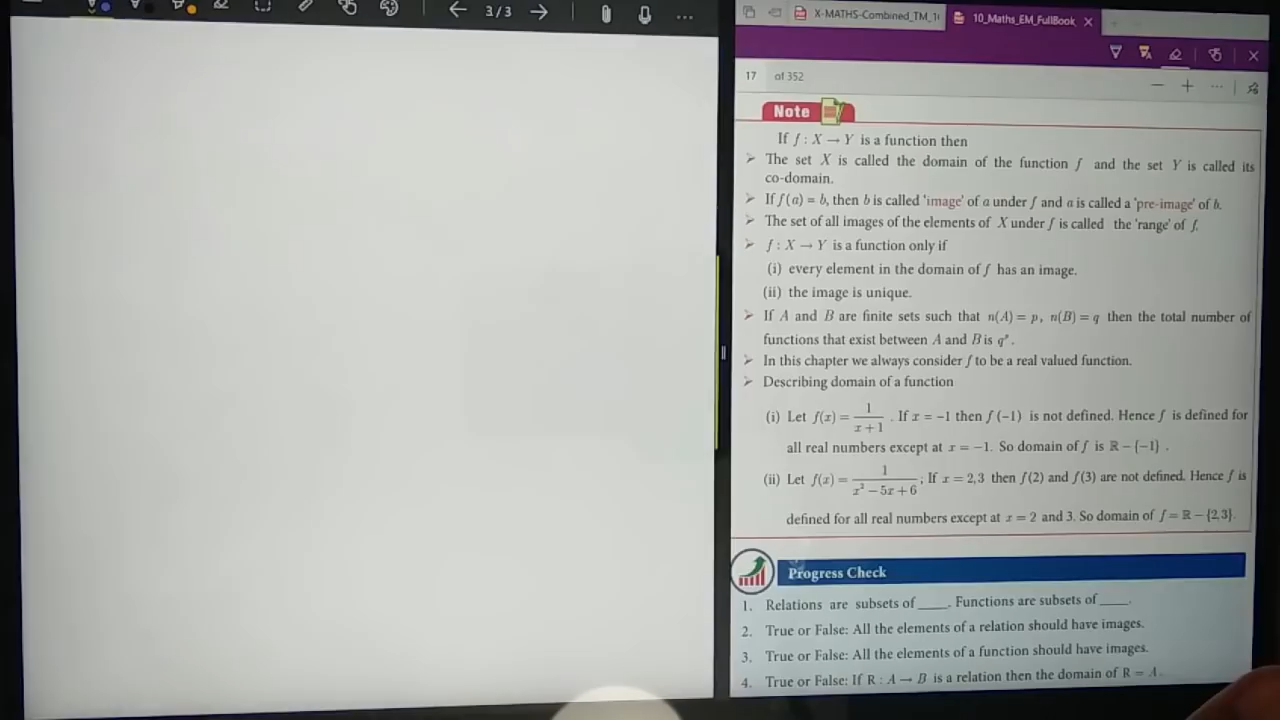 3/3
X-MATHS-Combined_TM_1
10_Maths_EM_FullBook
17 of 352
Note
If f : X → Y is a function then
➢ The set X is called the domain of the function f and the set Y is called its
co-domain.
➢ If f(a) = b, then b is called 'image' of a under f and a is called a 'pre-image' of b.
➢ The set of all images of the elements of X under f is called the 'range' of f.
➢ f : X → Y is a function only if
(i) every element in the domain of f has an image.
(ii) the image is unique.
➢ If A and B are finite sets such that n(A) = p, n(B) = q then the total number of
functions that exist between A and B is qᵖ.
➢ In this chapter we always consider f to be a real valued function.
➢ Describing domain of a function
(i) Let f(x) = 1/(x+1). If x = −1 then f(−1) is not defined. Hence f is defined for
all real numbers except at x = −1. So domain of f is ℝ − {−1}.
(ii) Let f(x) = 1/(x² − 5x + 6); If x = 2,3 then f(2) and f(3) are not defined. Hence f is
defined for all real numbers except at x = 2 and 3. So domain of f = ℝ − {2,3}.
Progress Check
1. Relations are subsets of ____. Functions are subsets of ____.
2. True or False: All the elements of a relation should have images.
3. True or False: All the elements of a function should have images.
4. True or False: If R : A → B is a relation then the domain of R = A.